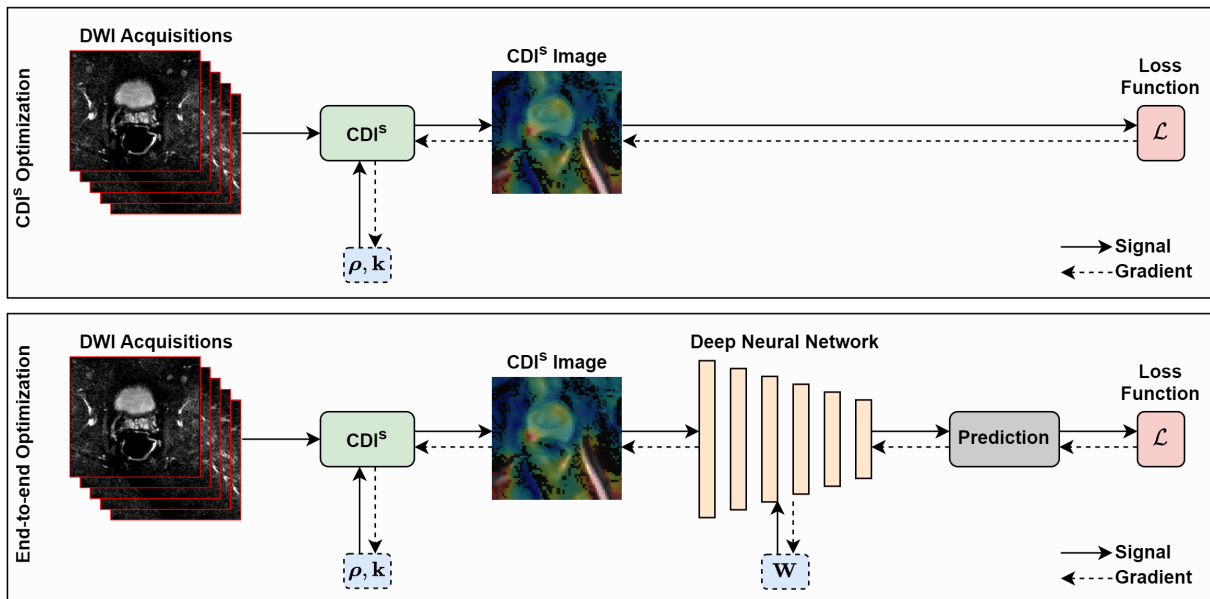 CDIˢ Optimization
DWI Acquisitions
CDIˢ
ρ, k
CDIˢ Image
Loss
Function
ℒ
Signal
Gradient
End-to-end Optimization
DWI Acquisitions
CDIˢ
ρ, k
CDIˢ Image
Deep Neural Network
W
Prediction
Loss
Function
ℒ
Signal
Gradient